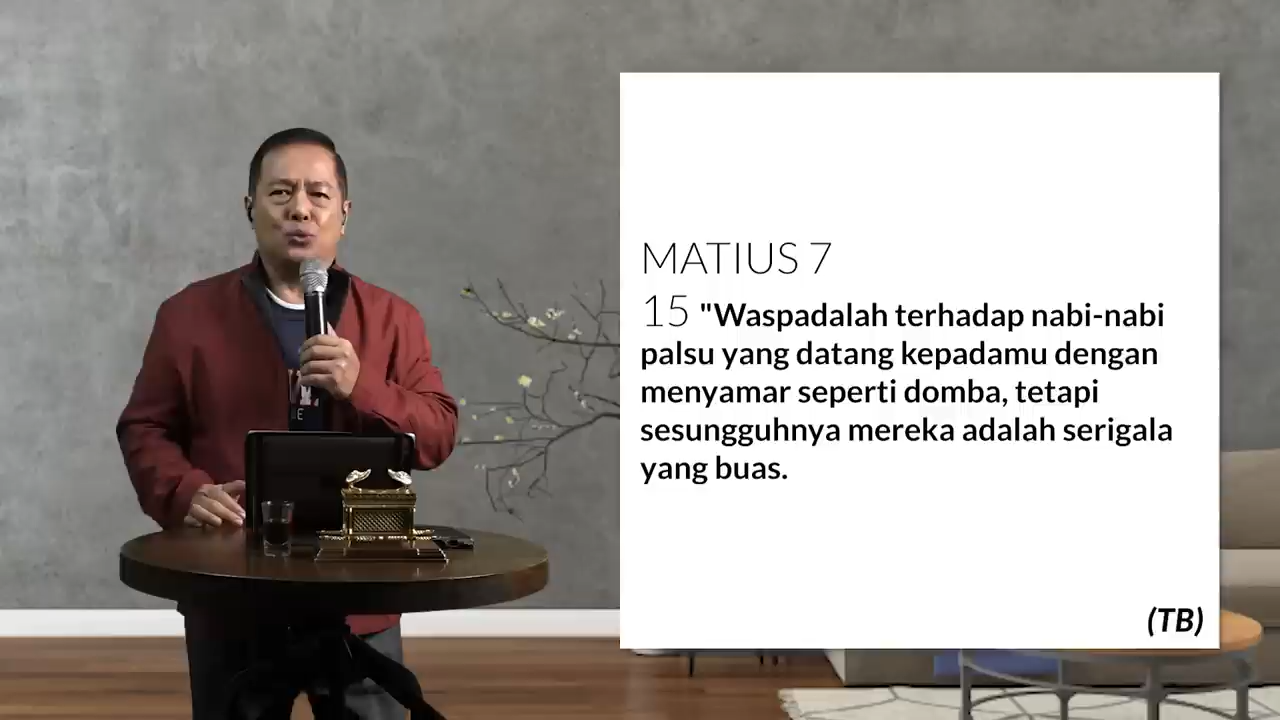 MATIUS 7
15 "Waspadalah terhadap nabi-nabi
palsu yang datang kepadamu dengan
menyamar seperti domba, tetapi
sesungguhnya mereka adalah serigala
yang buas.
(TB)